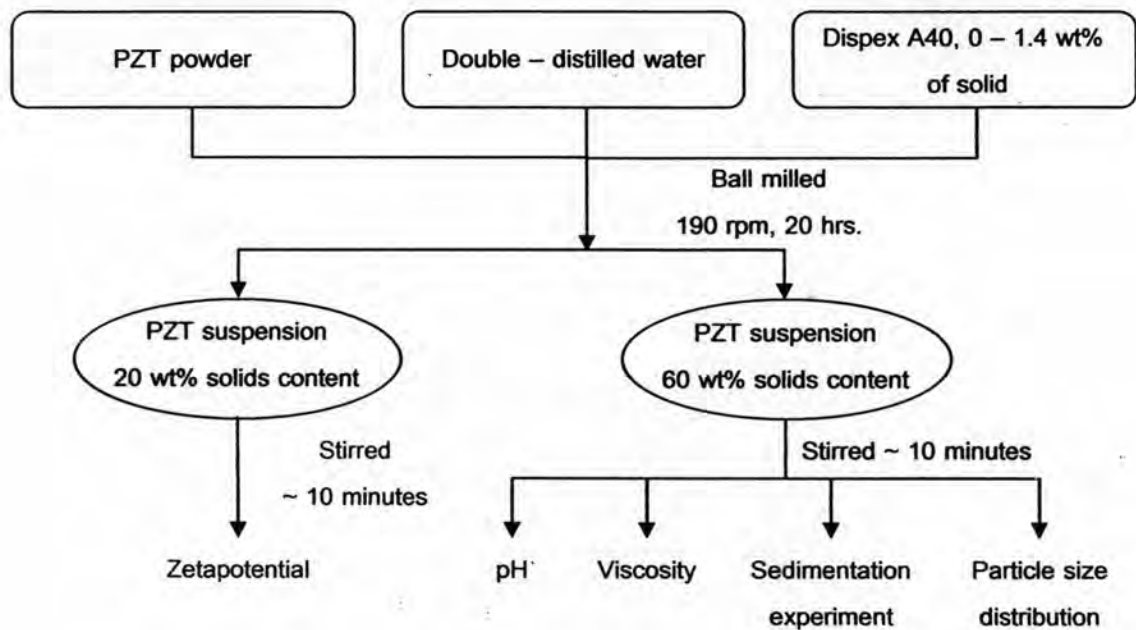 PZT powder
Double – distilled water
Dispex A40, 0 – 1.4 wt%
of solid
Ball milled
190 rpm, 20 hrs.
PZT suspension
20 wt% solids content
PZT suspension
60 wt% solids content
Stirred
~ 10 minutes
Stirred ~ 10 minutes
Zetapotential
pH
Viscosity
Sedimentation
experiment
Particle size
distribution